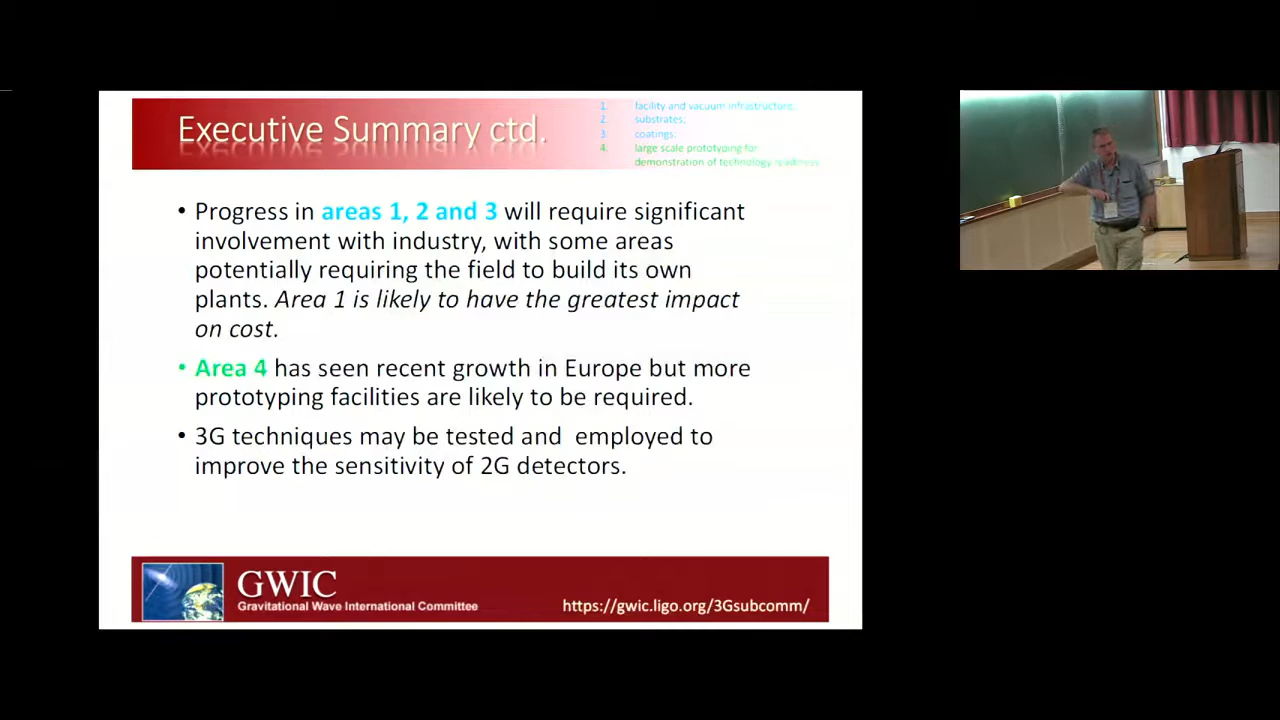 Executive Summary ctd.
1. facility and vacuum infrastructure;
2. substrates;
3 coatings;
4. large scale prototyping for
demonstration of technology readiness
• Progress in areas 1, 2 and 3 will require significant
involvement with industry, with some areas
potentially requiring the field to build its own
plants. Area 1 is likely to have the greatest impact
on cost.
• Area 4 has seen recent growth in Europe but more
prototyping facilities are likely to be required.
• 3G techniques may be tested and employed to
improve the sensitivity of 2G detectors.
GWIC
Gravitational Wave International Committee
https://gwic.ligo.org/3Gsubcomm/